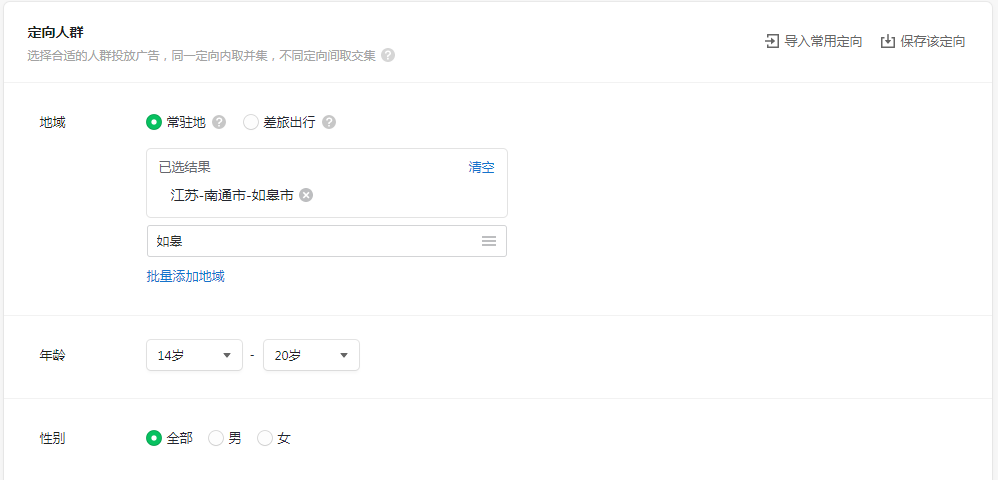 定向人群
选择合适的人群投放广告，同一定向内取并集，不同定向间取交集
导入常用定向
保存该定向
地域
常驻地
差旅出行
已选结果
清空
江苏-南通市-如皋市
如皋
批量添加地域
年龄
14岁 - 20岁
性别
全部
男
女